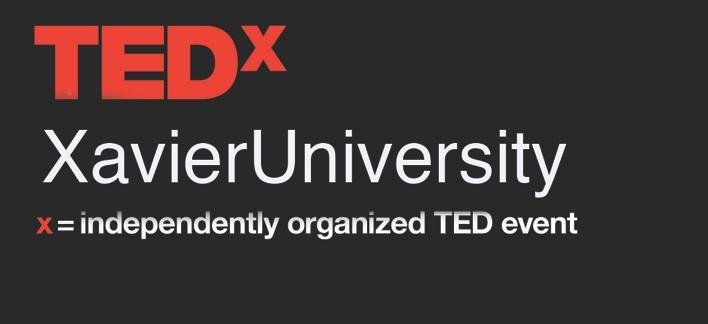 TEDx
XavierUniversity
x = independently organized TED event